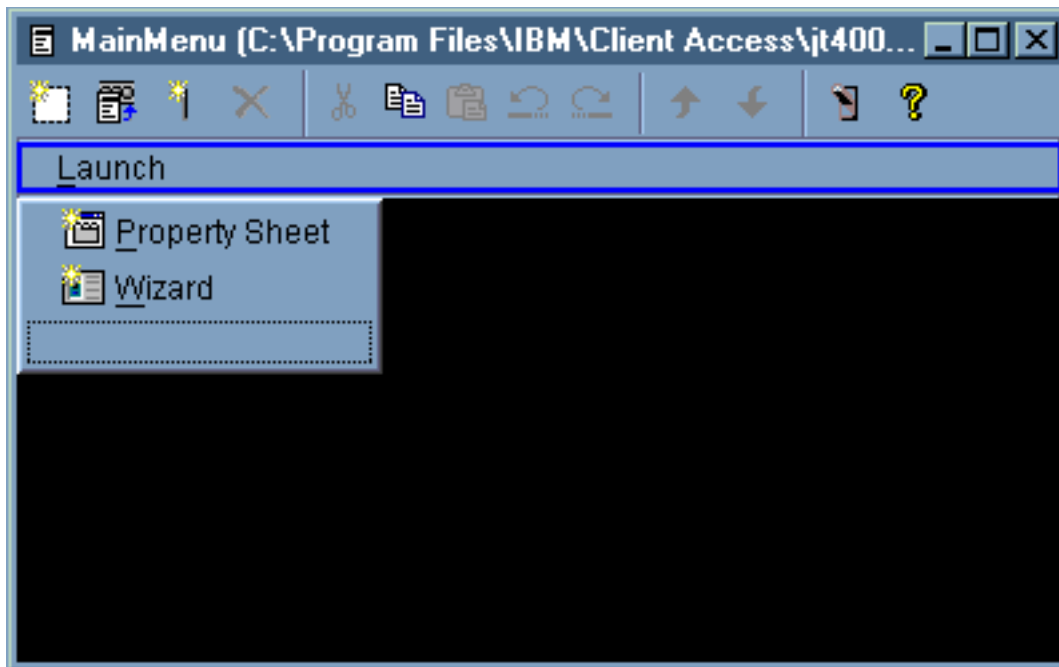 MainMenu (C:\Program Files\IBM\Client Access\jt400...
Launch
Property Sheet
Wizard